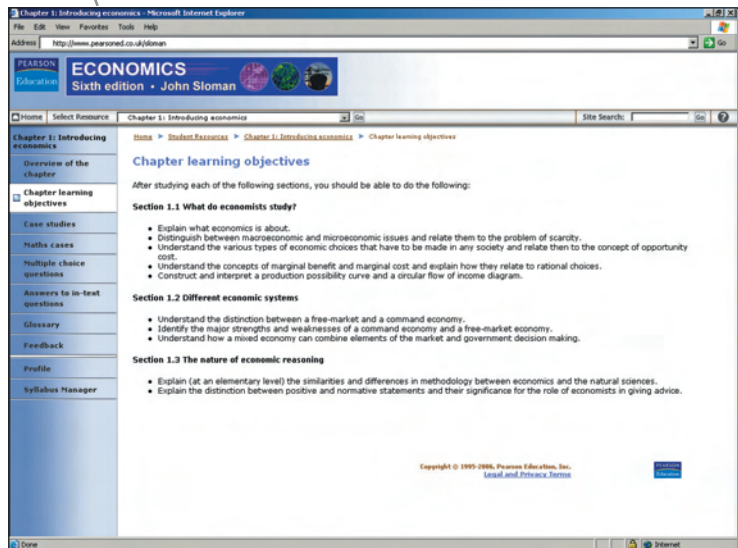 Chapter 1: Introducing economics - Microsoft Internet Explorer
File Edit View Favorites Tools Help
Address http://www.pearsoned.co.uk/sloman Go
PEARSON
Education
ECONOMICS
Sixth edition • John Sloman
Home Select Resource Chapter 1: Introducing economics Go Site Search: Go ?
Chapter 1: Introducing
economics
Overview of the
chapter
Chapter learning
objectives
Case studies
Maths cases
Multiple choice
questions
Answers to in-text
questions
Glossary
Feedback
Profile
Syllabus Manager
Home > Student Resources > Chapter 1: Introducing economics > Chapter learning objectives
Chapter learning objectives
After studying each of the following sections, you should be able to do the following:
Section 1.1 What do economists study?
• Explain what economics is about.
• Distinguish between macroeconomic and microeconomic issues and relate them to the problem of scarcity.
• Understand the various types of economic choices that have to be made in any society and relate then to the concept of opportunity
cost.
• Understand the concepts of marginal benefit and marginal cost and explain how they relate to rational choices.
• Construct and interpret a production possibility curve and a circular flow of income diagram.
Section 1.2 Different economic systems
• Understand the distinction between a free-market and a command economy.
• Identify the major strengths and weaknesses of a command economy and a free-market economy.
• Understand how a mixed economy can combine elements of the market and government decision making.
Section 1.3 The nature of economic reasoning
• Explain (at an elementary level) the similarities and differences in methodology between economics and the natural sciences.
• Explain the distinction between positive and normative statements and their significance for the role of economists in giving advice.
Copyright © 1995-2006, Pearson Education, Inc.
Legal and Privacy Terms
PEARSON
Education
Done Internet